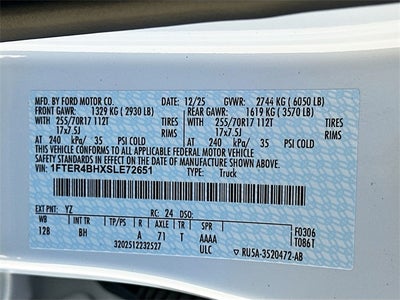 MFD. BY FORD MOTOR CO. 12/25 GVWR: 2744 KG ( 6050 LB)
FRONT GAWR: 1329 KG ( 2930 LB) REAR GAWR: 1619 KG ( 3570 LB)
WITH 255/70R17 112T TIRES WITH 255/70R17 112T TIRES
17x7.5J RIMS 17x7.5J RIMS
AT 240 kPa/ 35 PSI COLD AT 240 kPa/ 35 PSI COLD
THIS VEHICLE CONFORMS TO ALL APPLICABLE FEDERAL MOTOR VEHICLE
SAFETY STANDARDS IN EFFECT ON THE DATE OF MANUFACTURE SHOWN ABOVE.
VIN: 1FTER4BHXSLE72651 TYPE: Truck
EXT PNT: YZ RC: 24 DSO:
WB INT TR TP/PS R AXLE TR SPR F0306
128 BH A 71 T AAAA T086T
3202512232527 ULC RU5A-3520472-AB